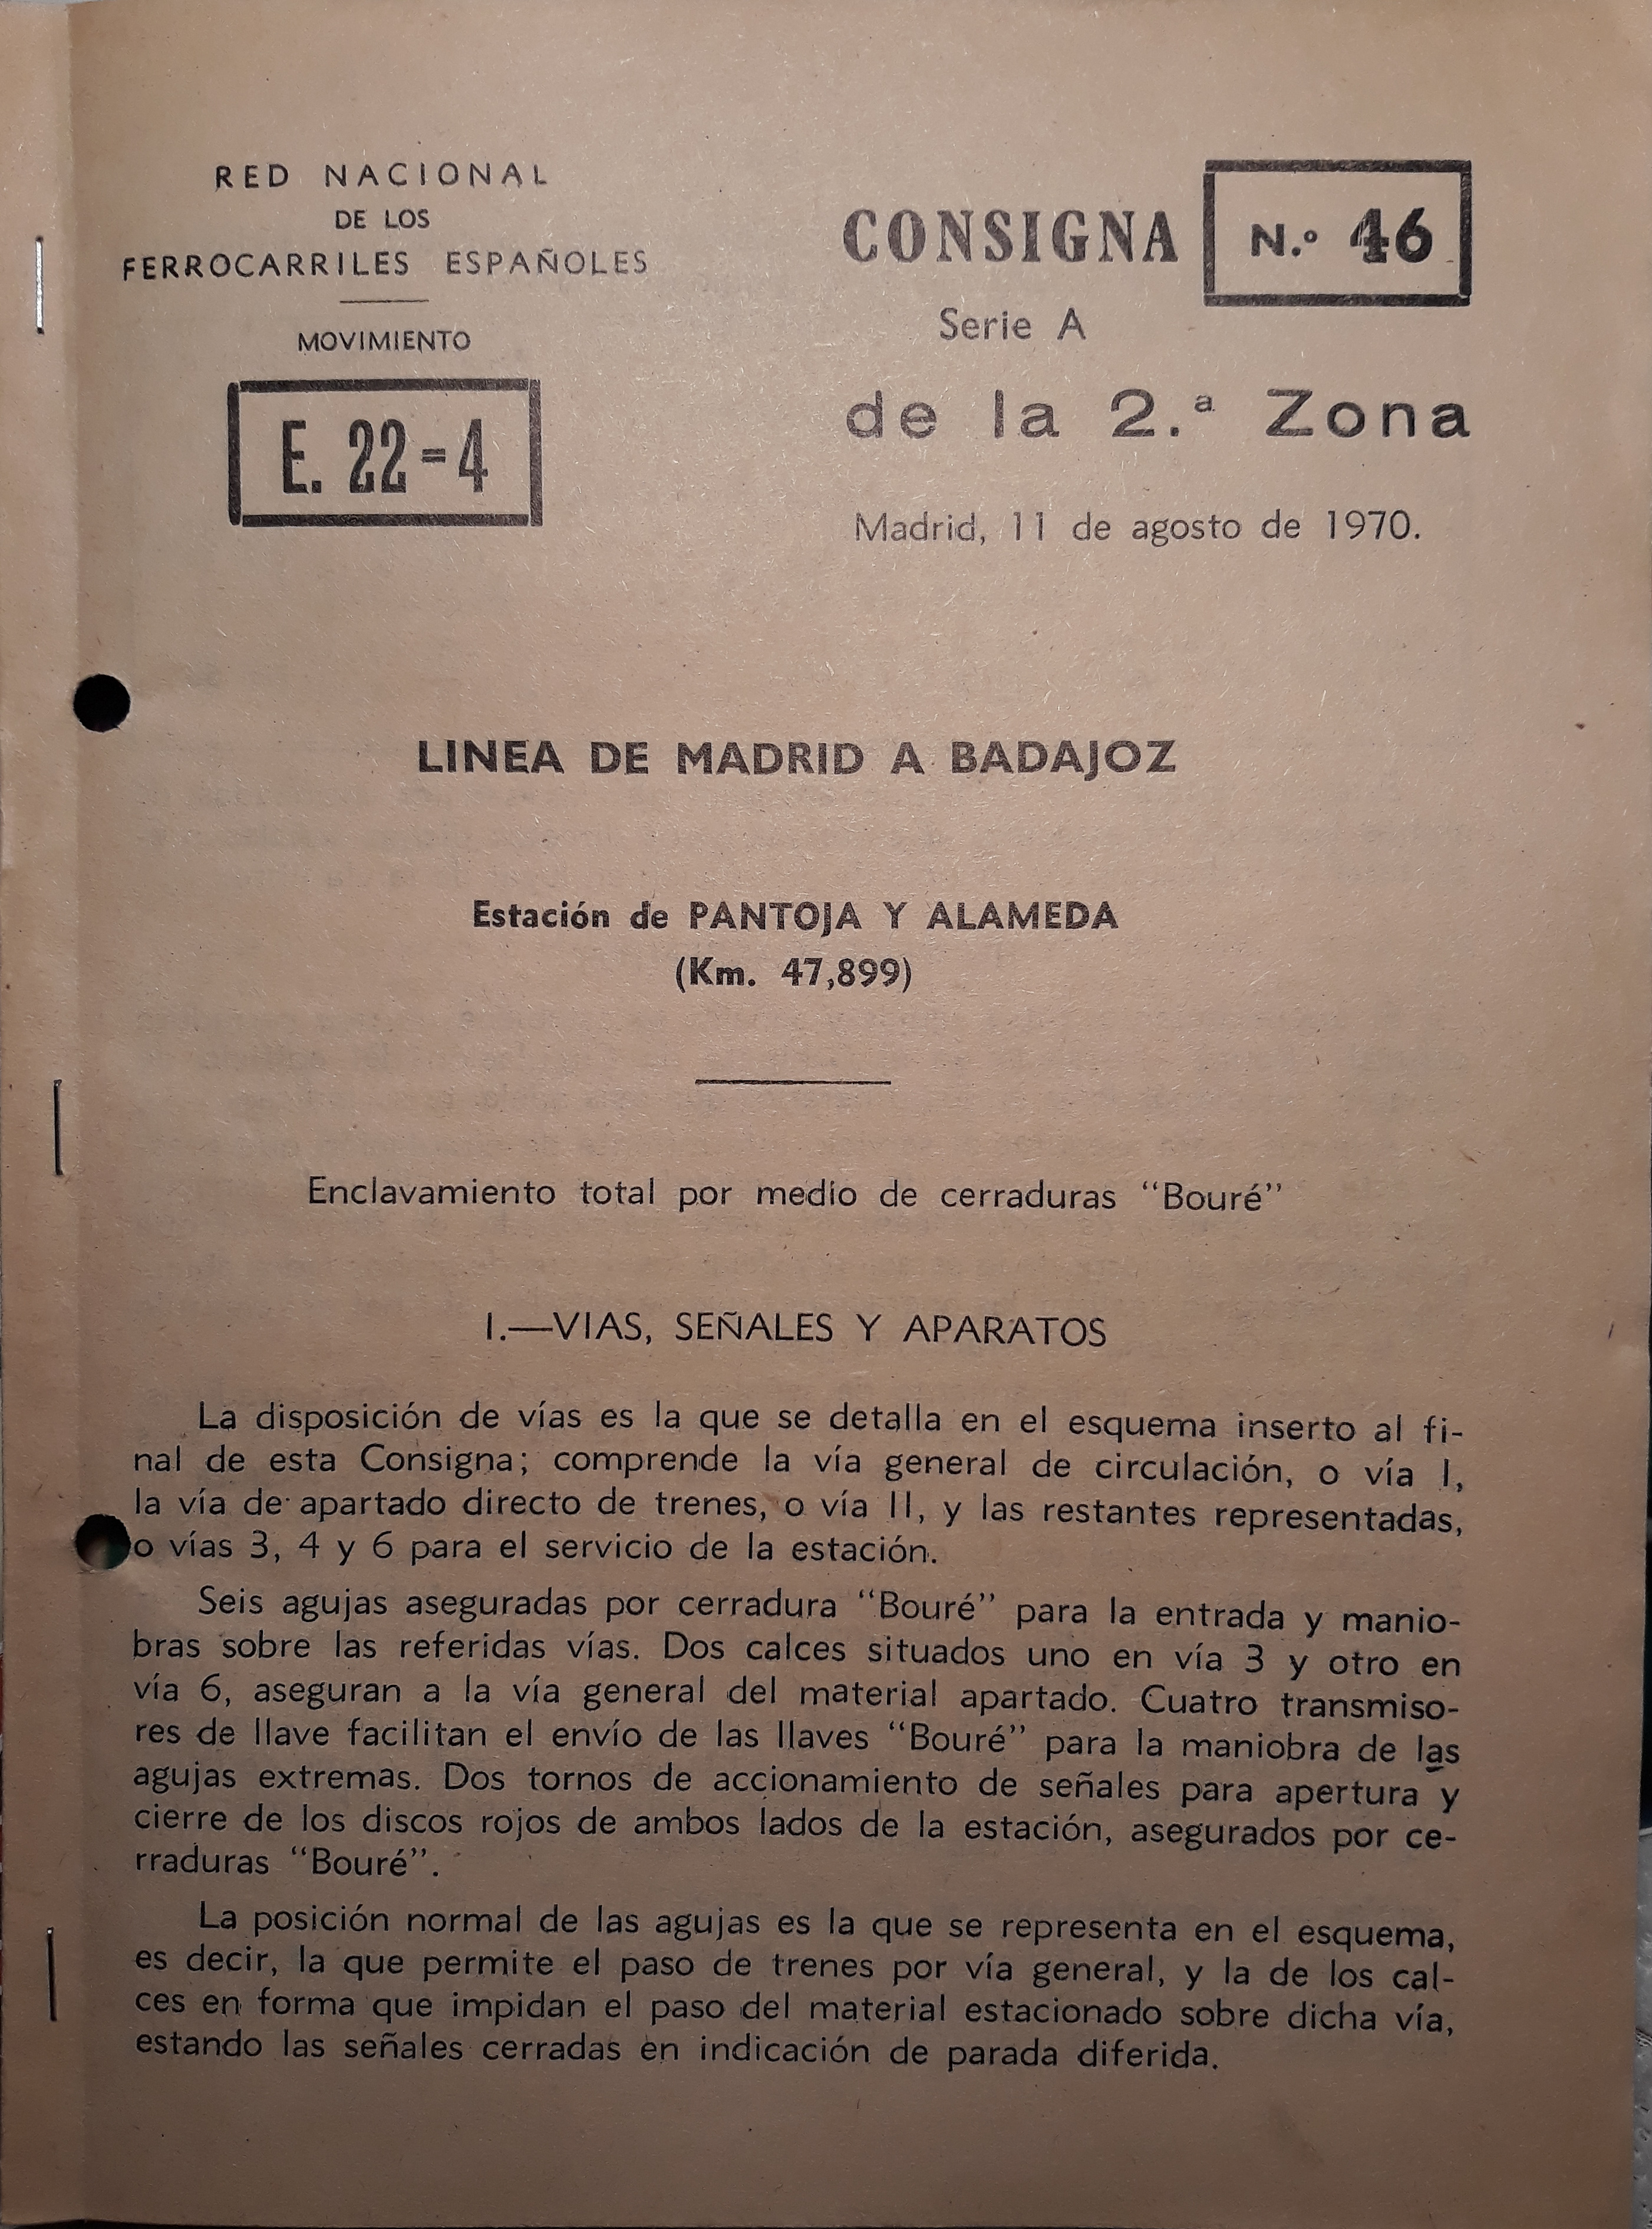 RED NACIONAL
DE LOS
FERROCARRILES ESPAÑOLES
MOVIMIENTO
E. 22-4
CONSIGNA N.º 46
Serie A
de la 2.ª Zona
Madrid, 11 de agosto de 1970.
LINEA DE MADRID A BADAJOZ
Estación de PANTOJA Y ALAMEDA
(Km. 47,899)
Enclavamiento total por medio de cerraduras "Bouré"
I.—VIAS, SEÑALES Y APARATOS
La disposición de vías es la que se detalla en el esquema inserto al fi-
nal de esta Consigna; comprende la vía general de circulación, o vía I,
la vía de apartado directo de trenes, o vía II, y las restantes representadas,
o vías 3, 4 y 6 para el servicio de la estación.
Seis agujas aseguradas por cerradura "Bouré" para la entrada y manio-
bras sobre las referidas vías. Dos calces situados uno en vía 3 y otro en
vía 6, aseguran a la vía general del material apartado. Cuatro transmiso-
res de llave facilitan el envío de las llaves "Bouré" para la maniobra de las
agujas extremas. Dos tornos de accionamiento de señales para apertura y
cierre de los discos rojos de ambos lados de la estación, asegurados por ce-
rraduras "Bouré".
La posición normal de las agujas es la que se representa en el esquema,
es decir, la que permite el paso de trenes por vía general, y la de los cal-
ces en forma que impidan el paso del material estacionado sobre dicha vía,
estando las señales cerradas en indicación de parada diferida.